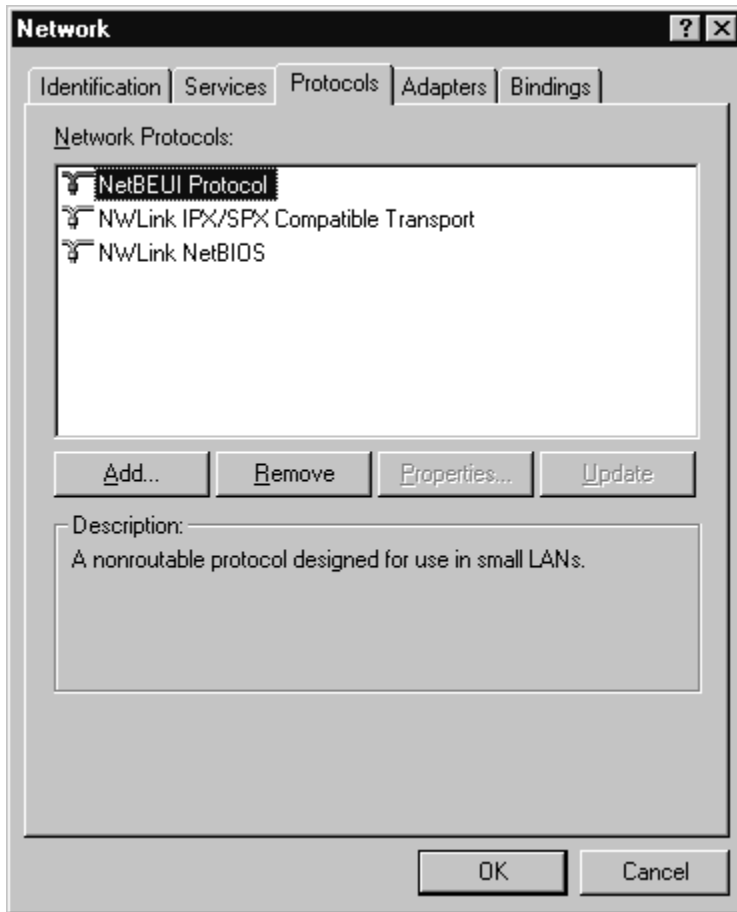 Network
Identification Services Protocols Adapters Bindings
Network Protocols:
NetBEUI Protocol
NWLink IPX/SPX Compatible Transport
NWLink NetBIOS
Add... Remove Properties... Update
Description:
A nonroutable protocol designed for use in small LANs.
OK Cancel